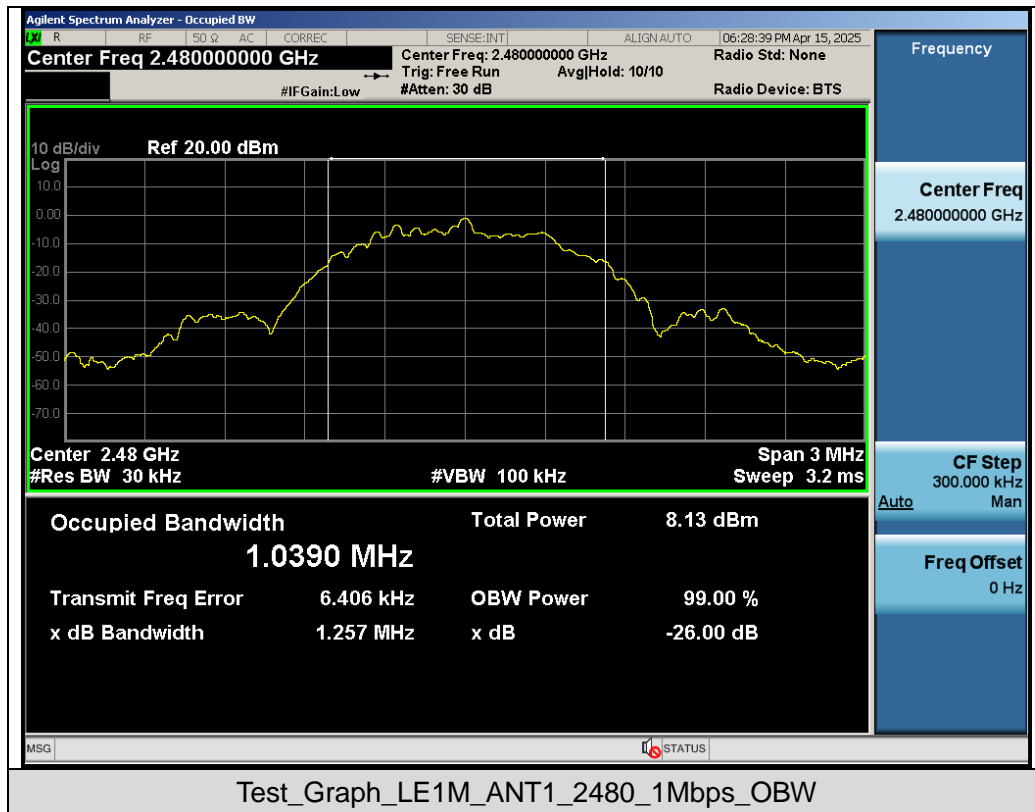 Agilent Spectrum Analyzer - Occupied BW
LXI R RF 50 Ω AC CORREC SENSE:INT ALIGN AUTO 06:28:39 PM Apr 15, 2025
Center Freq 2.480000000 GHz
Center Freq: 2.480000000 GHz Radio Std: None
Trig: Free Run Avg|Hold: 10/10
#IFGain:Low #Atten: 30 dB Radio Device: BTS
10 dB/div Ref 20.00 dBm
Log
10.0
0.00
-10.0
-20.0
-30.0
-40.0
-50.0
-60.0
-70.0
Center 2.48 GHz Span 3 MHz
#Res BW 30 kHz #VBW 100 kHz Sweep 3.2 ms
Occupied Bandwidth Total Power 8.13 dBm
1.0390 MHz
Transmit Freq Error 6.406 kHz OBW Power 99.00 %
x dB Bandwidth 1.257 MHz x dB -26.00 dB
Frequency
Center Freq
2.480000000 GHz
CF Step
300.000 kHz
Auto Man
Freq Offset
0 Hz
MSG STATUS
Test_Graph_LE1M_ANT1_2480_1Mbps_OBW